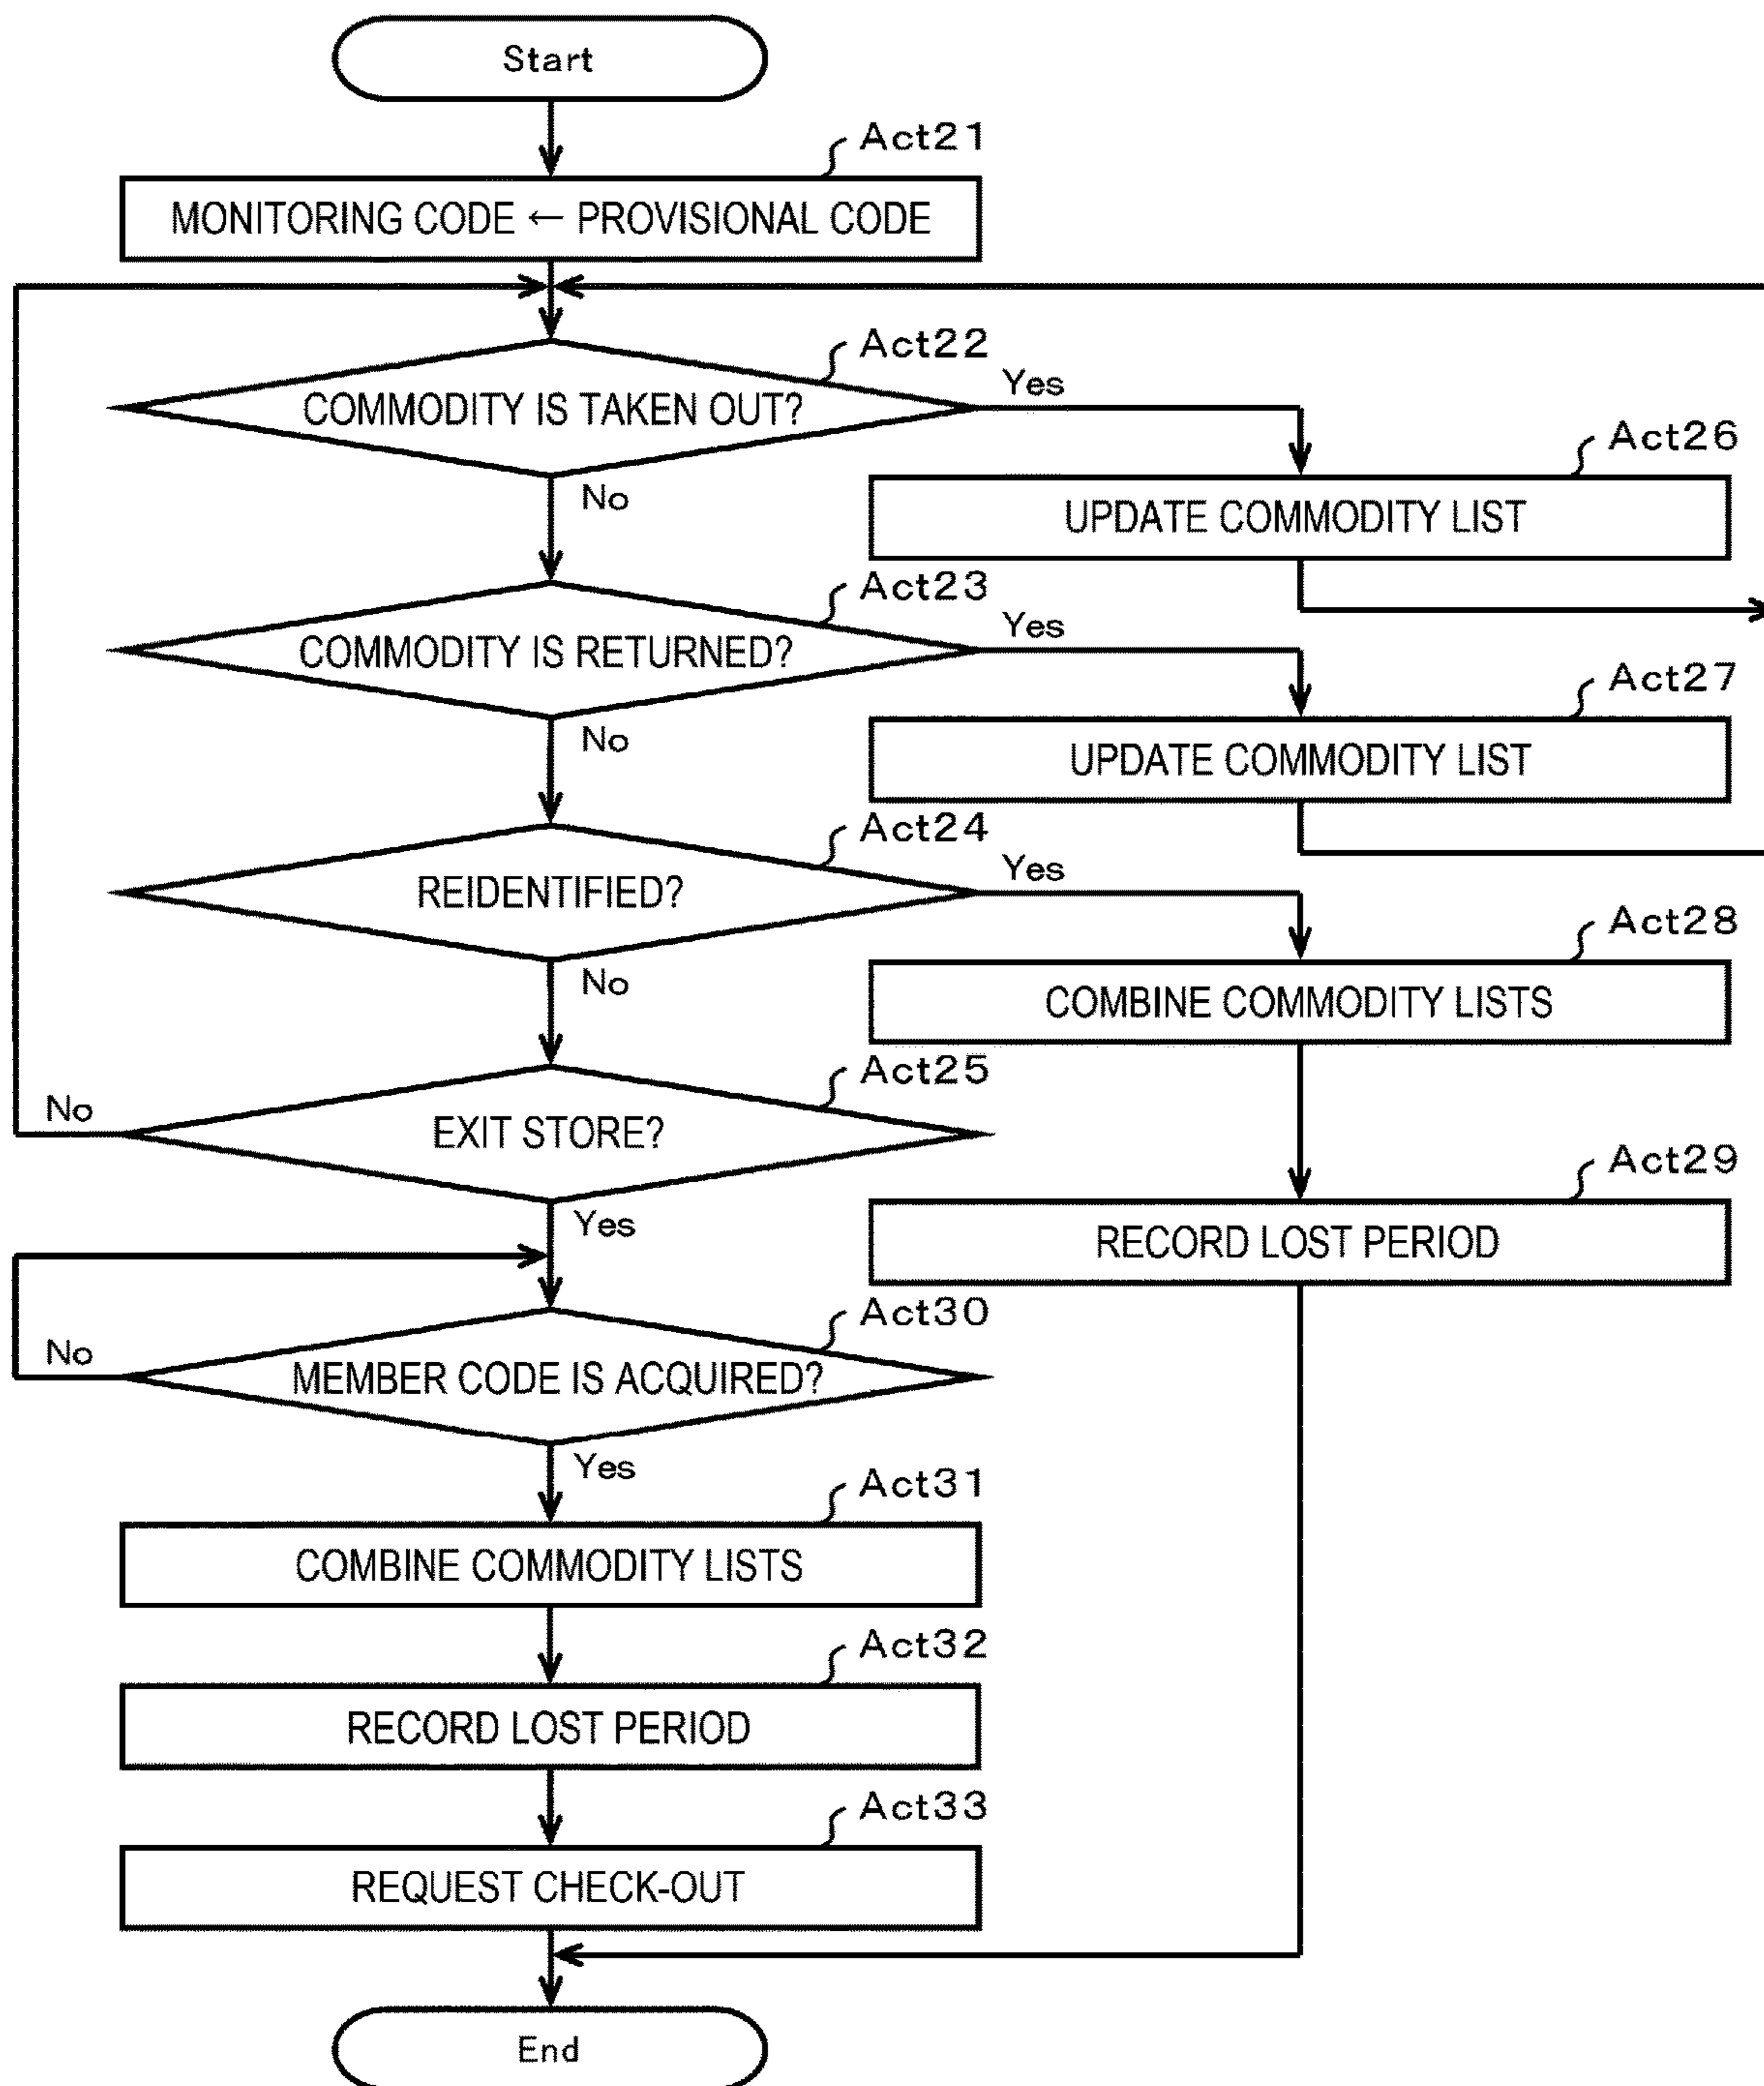 Start
Act21
MONITORING CODE ← PROVISIONAL CODE
Act22
COMMODITY IS TAKEN OUT?
Yes
No
Act26
UPDATE COMMODITY LIST
Act23
COMMODITY IS RETURNED?
Yes
No
Act27
UPDATE COMMODITY LIST
Act24
REIDENTIFIED?
Yes
No
Act28
COMBINE COMMODITY LISTS
Act25
EXIT STORE?
No
Yes
Act29
RECORD LOST PERIOD
Act30
MEMBER CODE IS ACQUIRED?
No
Yes
Act31
COMBINE COMMODITY LISTS
Act32
RECORD LOST PERIOD
Act33
REQUEST CHECK-OUT
End